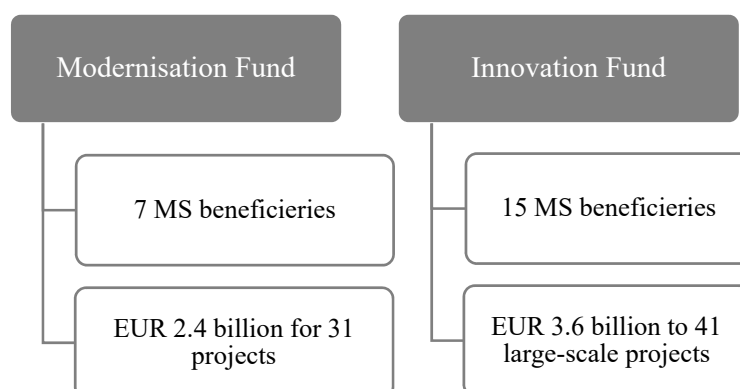 Modernisation Fund
7 MS beneficieries
EUR 2.4 billion for 31
projects
Innovation Fund
15 MS beneficieries
EUR 3.6 billion to 41
large-scale projects